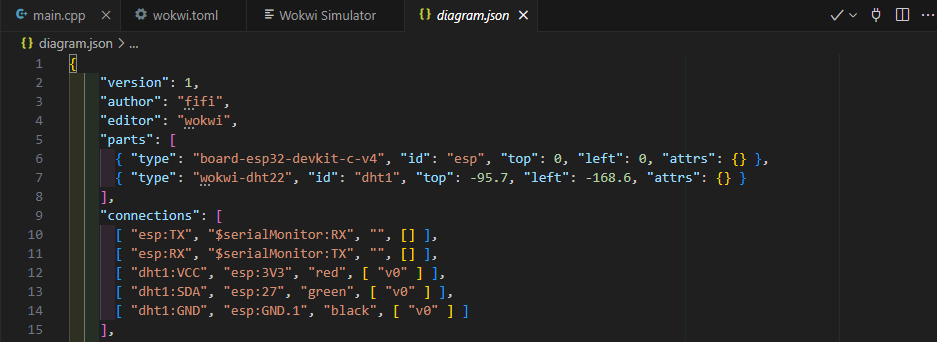 main.cpp wokwi.toml Wokwi Simulator diagram.json
{} diagram.json > ...
1 {
2 "version": 1,
3 "author": "fifi",
4 "editor": "wokwi",
5 "parts": [
6 { "type": "board-esp32-devkit-c-v4", "id": "esp", "top": 0, "left": 0, "attrs": {} },
7 { "type": "wokwi-dht22", "id": "dht1", "top": -95.7, "left": -168.6, "attrs": {} }
8 ],
9 "connections": [
10 [ "esp:TX", "$serialMonitor:RX", "", [] ],
11 [ "esp:RX", "$serialMonitor:TX", "", [] ],
12 [ "dht1:VCC", "esp:3V3", "red", [ "v0" ] ],
13 [ "dht1:SDA", "esp:27", "green", [ "v0" ] ],
14 [ "dht1:GND", "esp:GND.1", "black", [ "v0" ] ]
15 ],